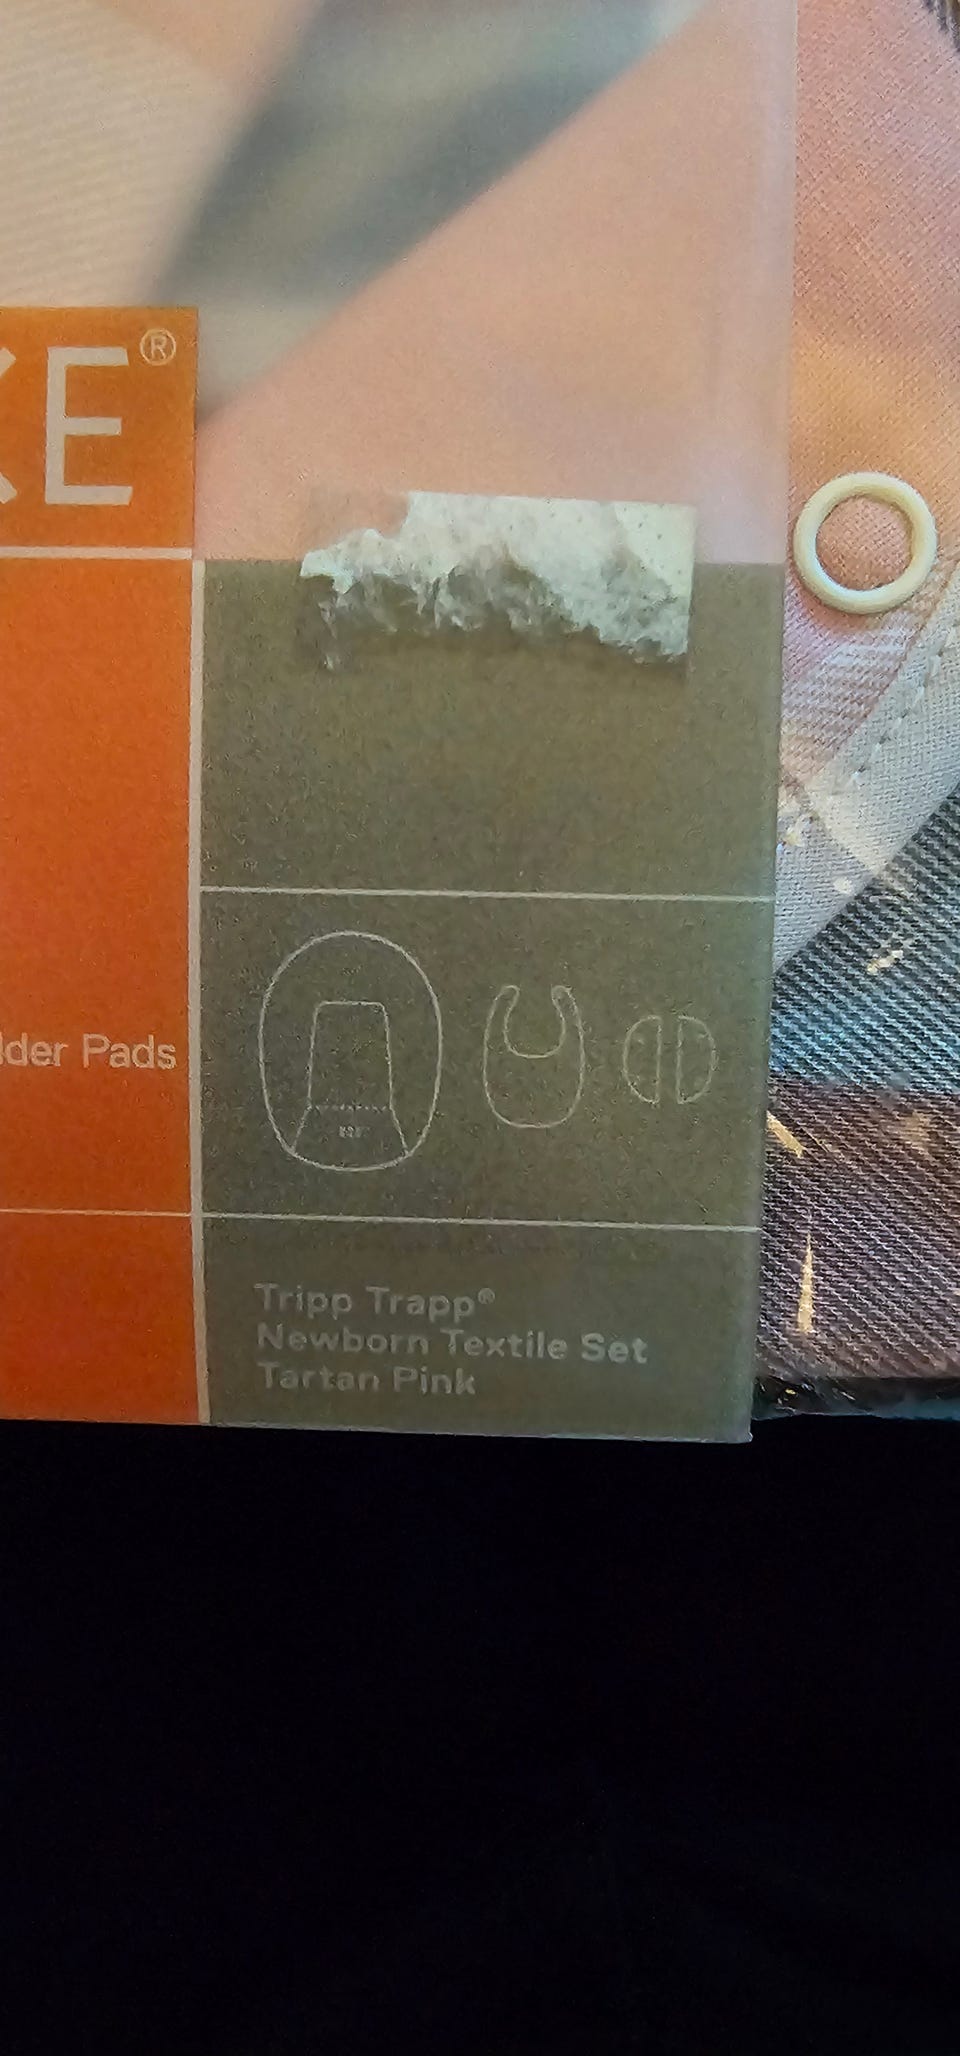 KE®
lder Pads
Tripp Trapp®
Newborn Textile Set
Tartan Pink